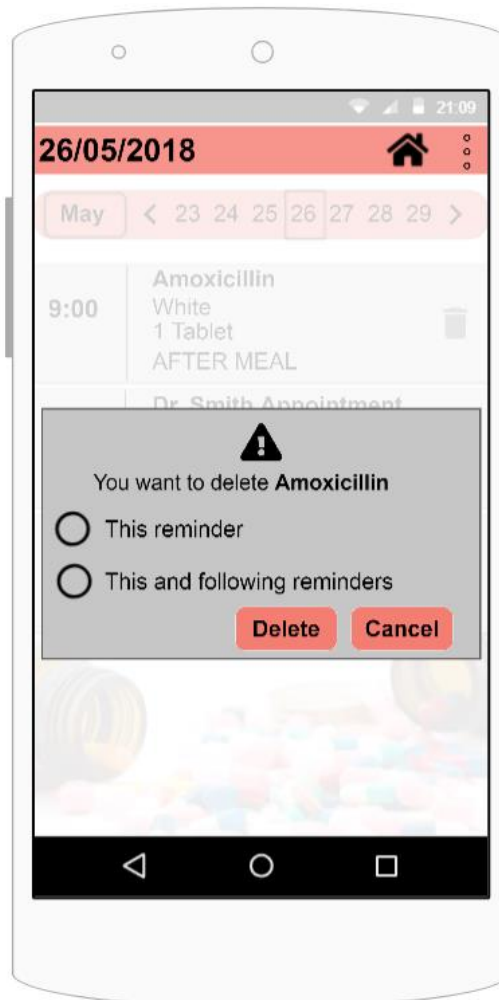 21:09
26/05/2018
May < 23 24 25 26 27 28 29 >
Amoxicillin
9:00
White
1 Tablet
AFTER MEAL
Dr. Smith Appointment
You want to delete Amoxicillin
This reminder
This and following reminders
Delete Cancel